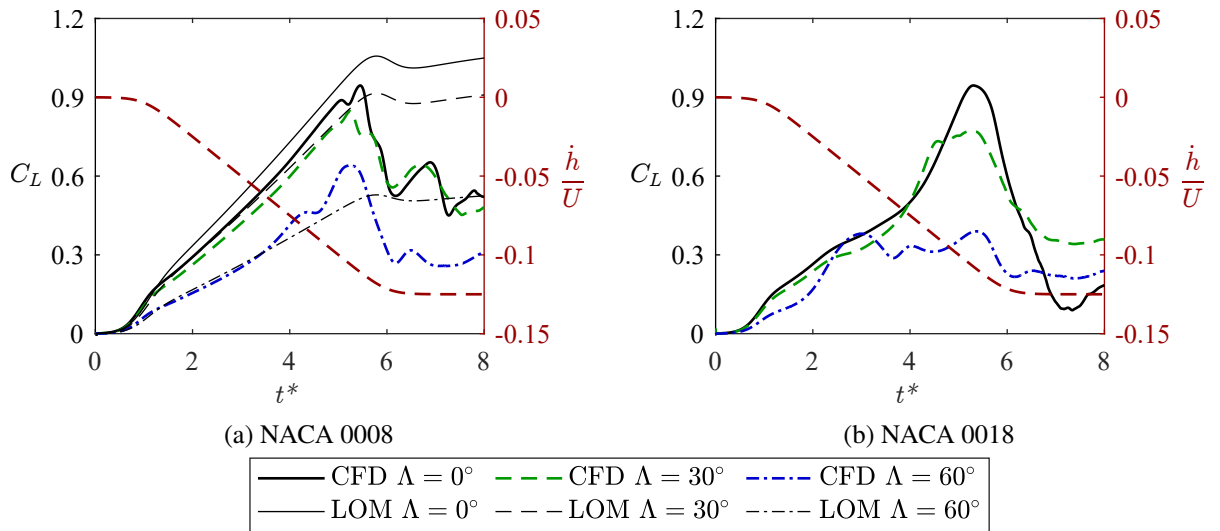 1.2
0.9
0.6
0.3
0
C_L
0.05
0
-0.05
-0.1
-0.15
ḣ/U
0 2 4 6 8
t*
(a) NACA 0008
1.2
0.9
0.6
0.3
0
C_L
0.05
0
-0.05
-0.1
-0.15
ḣ/U
0 2 4 6 8
t*
(b) NACA 0018
CFD Λ = 0° CFD Λ = 30° CFD Λ = 60°
LOM Λ = 0° LOM Λ = 30° LOM Λ = 60°